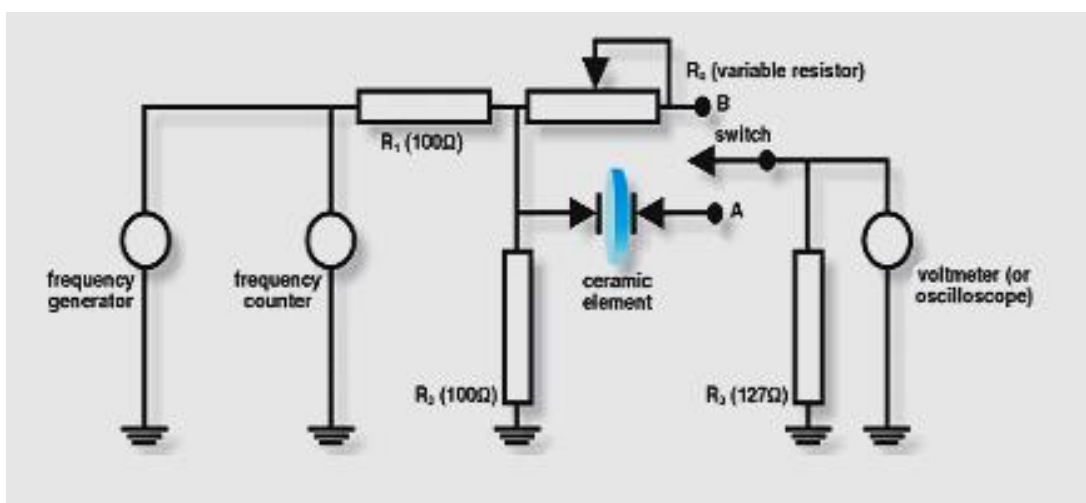 R₄ (variable resistor)
B
R₁ (100Ω)
switch
A
frequency
generator
frequency
counter
ceramic
element
voltmeter (or
oscilloscope)
R₂ (100Ω)
R₃ (127Ω)